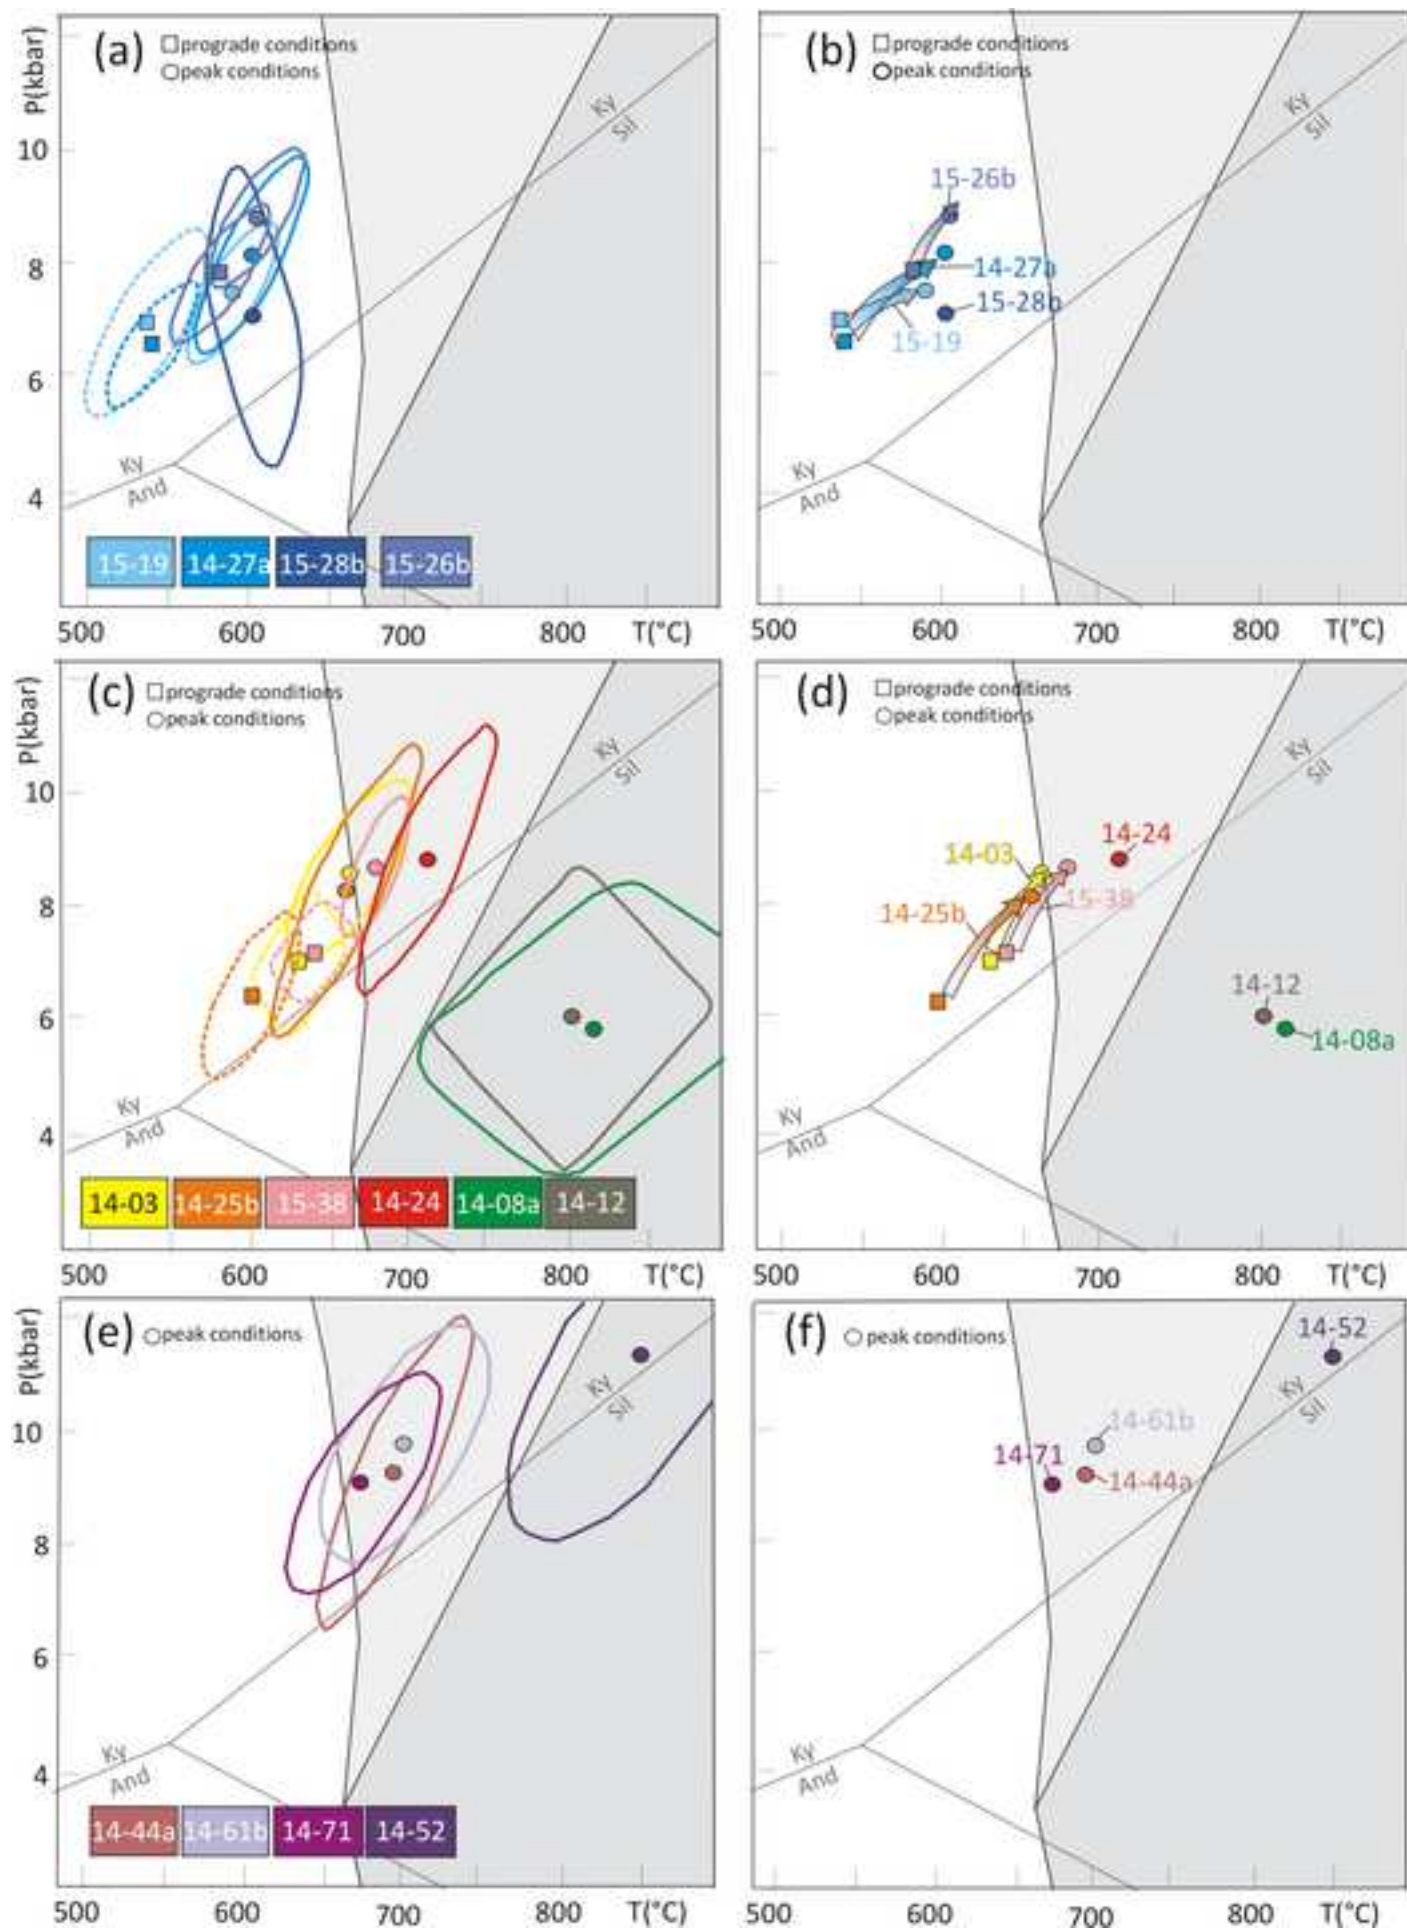 (a)
□prograde conditions
○peak conditions
P(kbar)
10
8
6
4
Ky
Sil
Ky
And
15-19 14-27a 15-28b 15-26b
500 600 700 800 T(°C)
(b)
□prograde conditions
○peak conditions
Ky
Sil
15-26b
14-27a
15-28b
15-19
Ky
And
500 600 700 800 T(°C)
(c)
□prograde conditions
○peak conditions
P(kbar)
10
8
6
4
Ky
Sil
Ky
And
14-03 14-25b 15-38 14-24 14-08a 14-12
500 600 700 800 T(°C)
(d)
□prograde conditions
○peak conditions
Ky
Sil
14-24
14-03
15-38
14-25b
14-12
14-08a
Ky
And
500 600 700 800 T(°C)
(e)
○peak conditions
P(kbar)
10
8
6
4
Ky
Sil
Ky
And
14-44a 14-61b 14-71 14-52
500 600 700 800 T(°C)
(f)
○ peak conditions
14-52
Ky
Sil
14-61b
14-71
14-44a
Ky
And
500 600 700 800 T(°C)